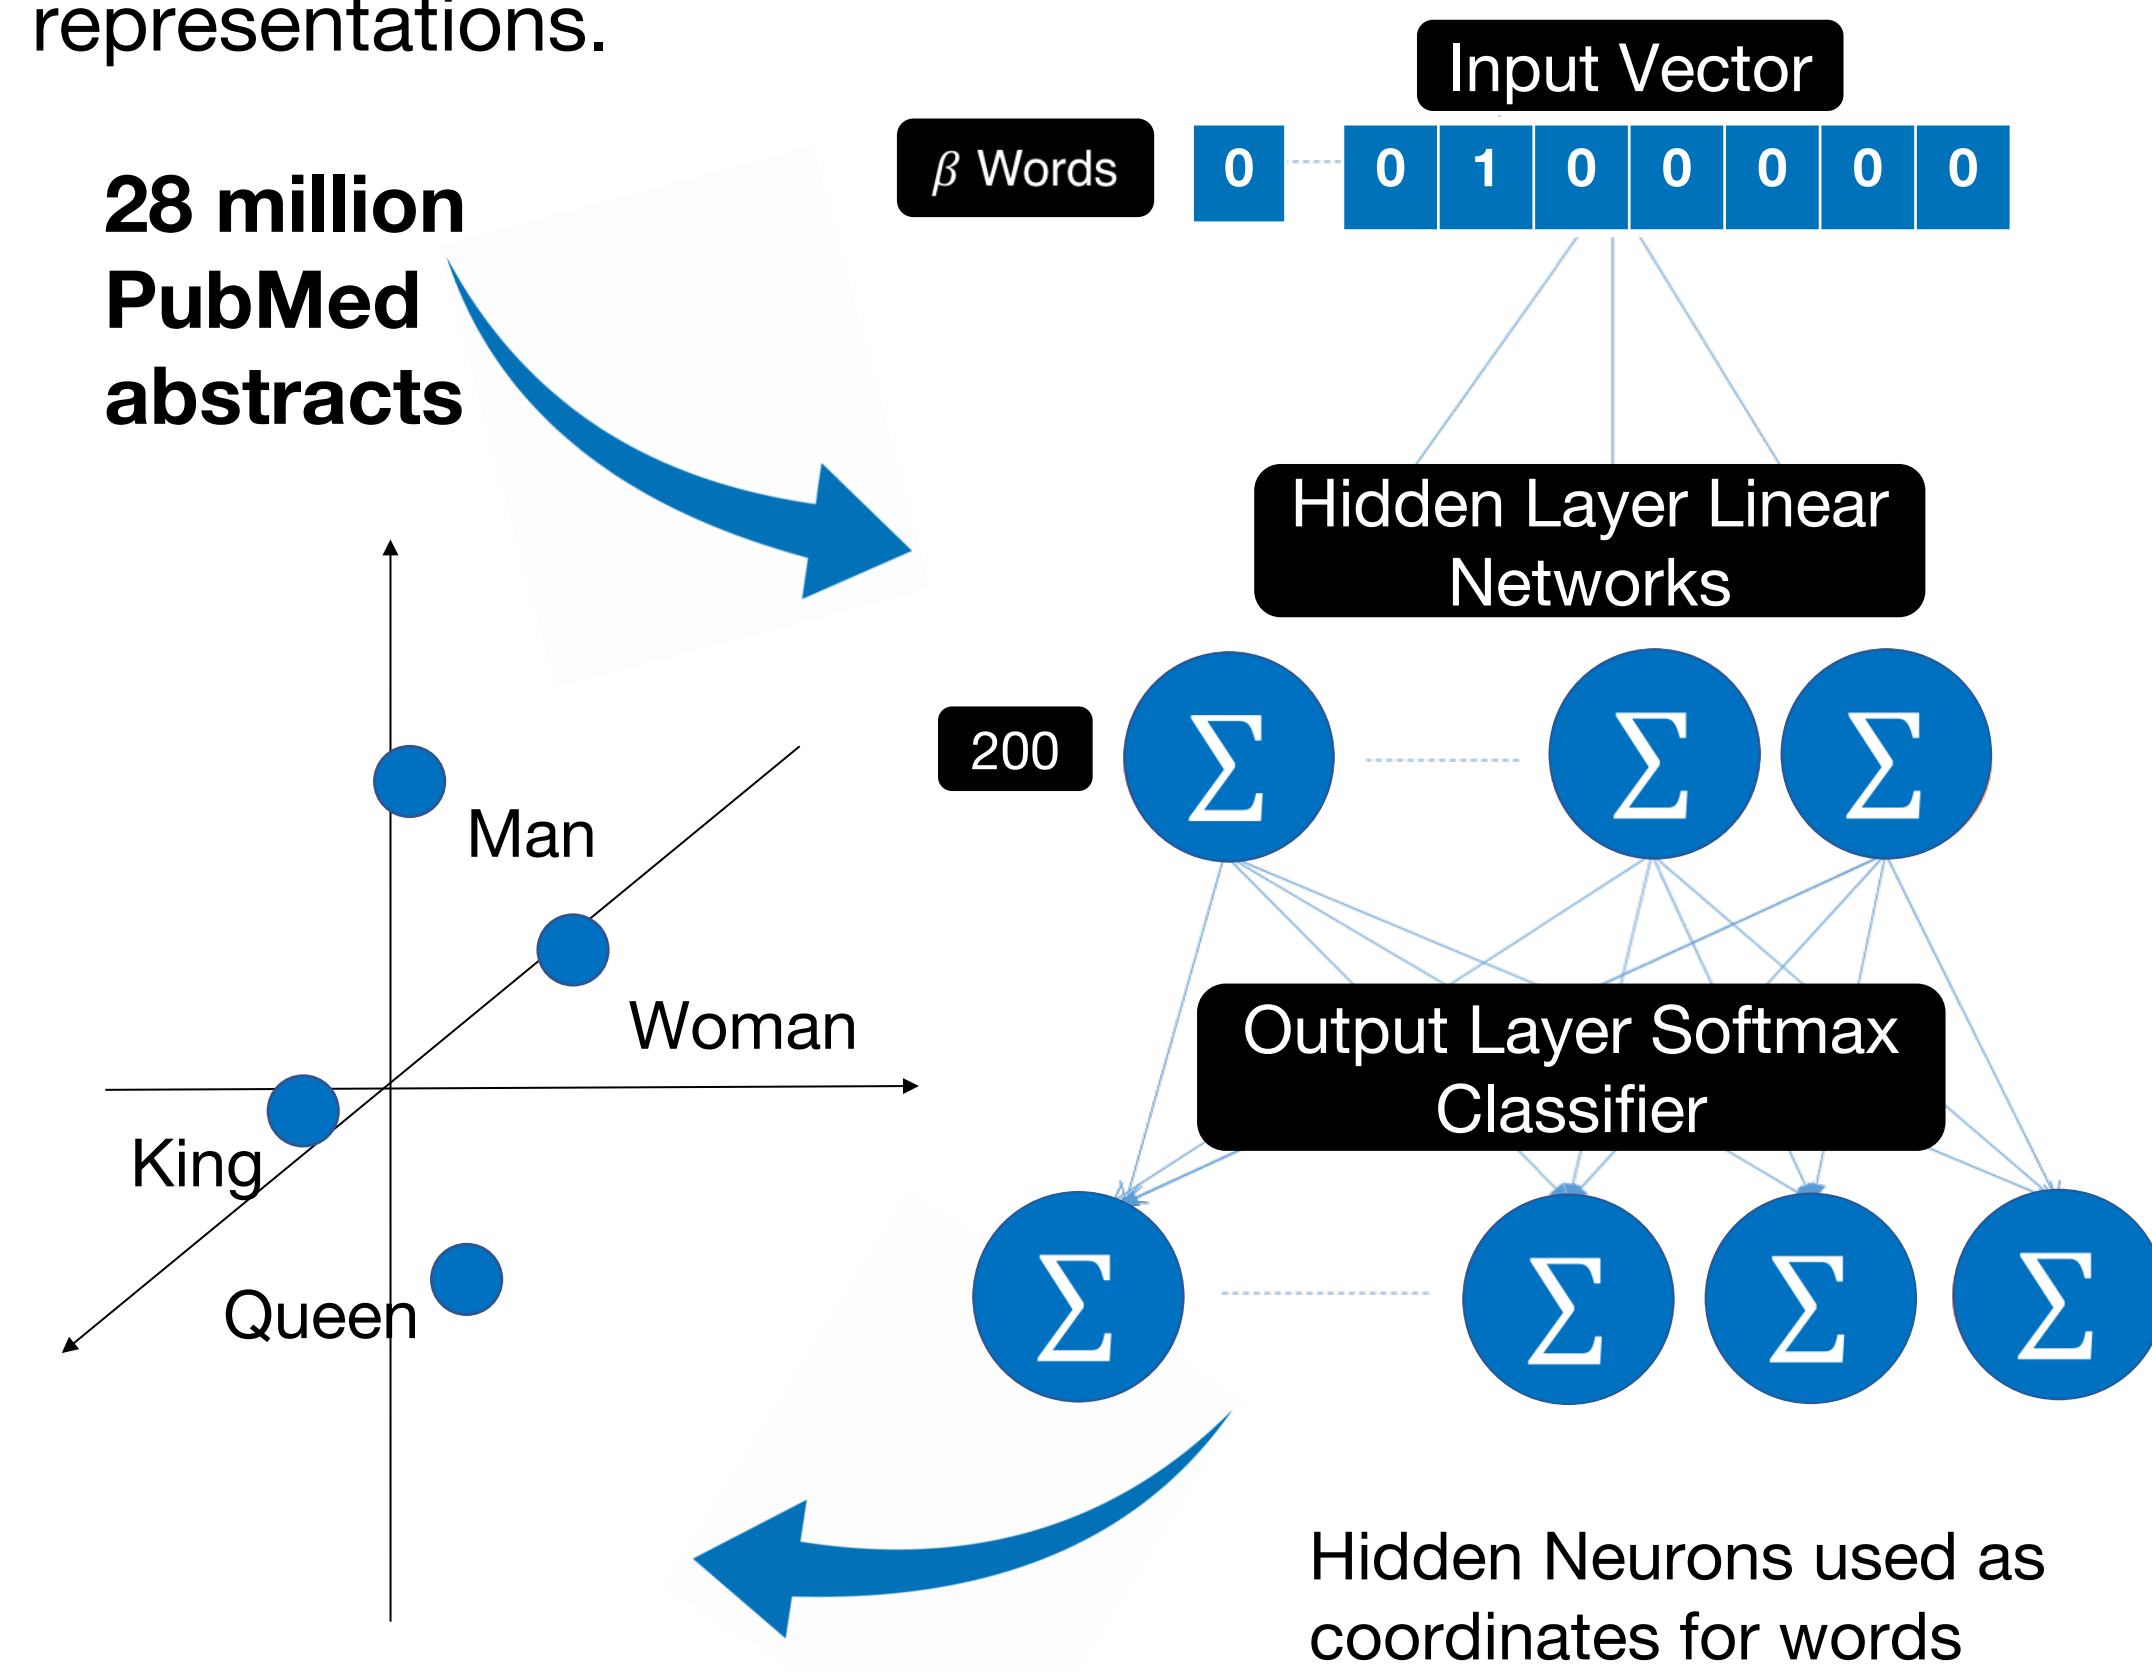 representations.
28 million
PubMed
abstracts
Input Vector
β Words
0 0 1 0 0 0 0 0
Hidden Layer Linear
Networks
200
Σ Σ Σ
Man
Woman
King
Queen
Output Layer Softmax
Classifier
Σ Σ Σ Σ
Hidden Neurons used as
coordinates for words